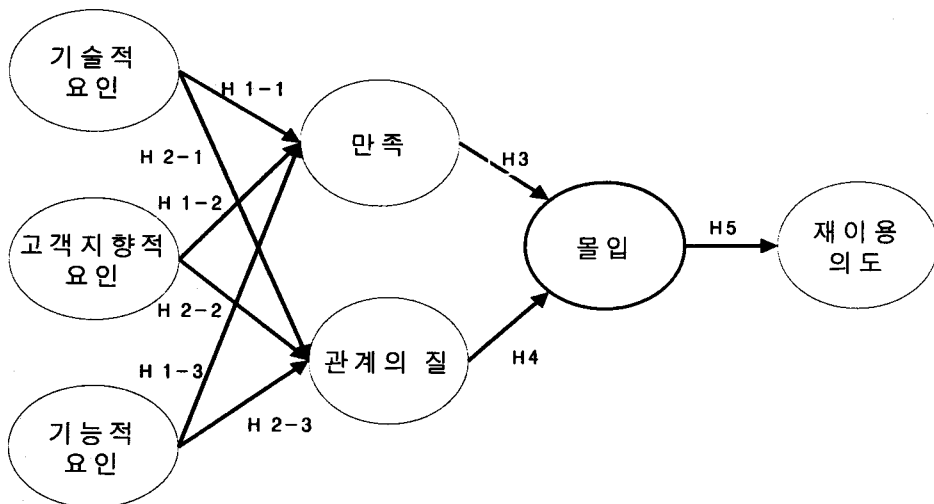 기술적
요인
H 1-1
만족
H 2-1
H3
H 1-2
고객지향적
요인
몰입
H5
재이용
의도
H 2-2
관계의 질
H4
H 1-3
H 2-3
기능적
요인